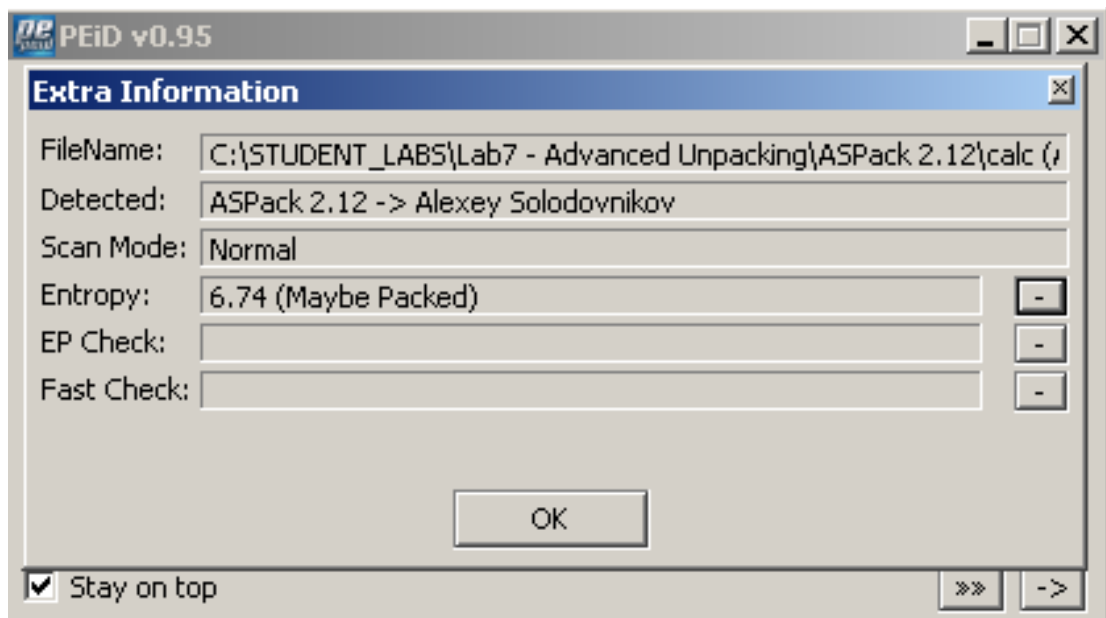 PEiD v0.95
Extra Information
FileName: C:\STUDENT_LABS\Lab7 - Advanced Unpacking\ASPack 2.12\calc (
Detected: ASPack 2.12 -> Alexey Solodovnikov
Scan Mode: Normal
Entropy: 6.74 (Maybe Packed) -
EP Check: -
Fast Check: -
OK
Stay on top »» ->